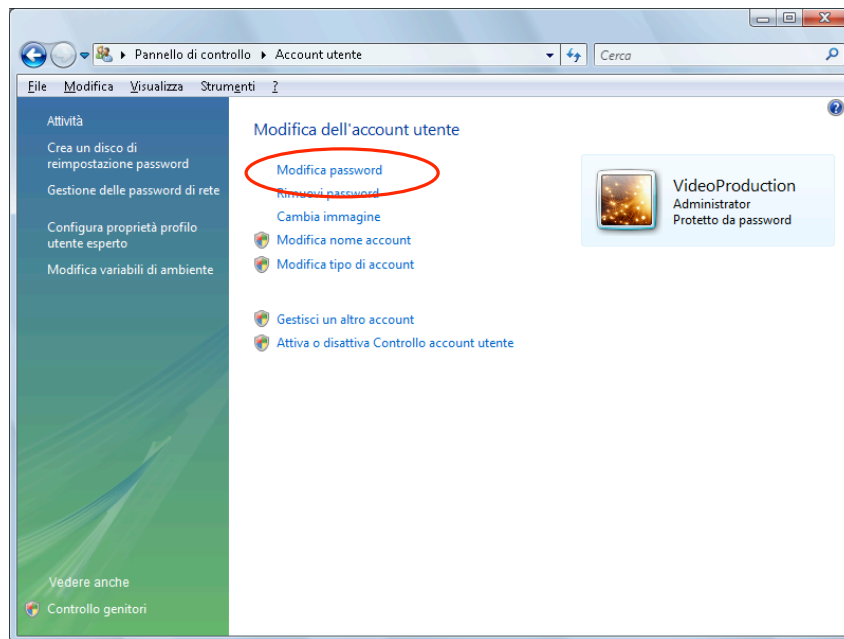 Pannello di controllo ▸ Account utente
Cerca
File Modifica Visualizza Strumenti ?
Attività
Crea un disco di
reimpostazione password
Gestione delle password di rete
Configura proprietà profilo
utente esperto
Modifica variabili di ambiente
Vedere anche
Controllo genitori
Modifica dell'account utente
Modifica password
Rimuovi password
Cambia immagine
Modifica nome account
Modifica tipo di account
Gestisci un altro account
Attiva o disattiva Controllo account utente
VideoProduction
Administrator
Protetto da password